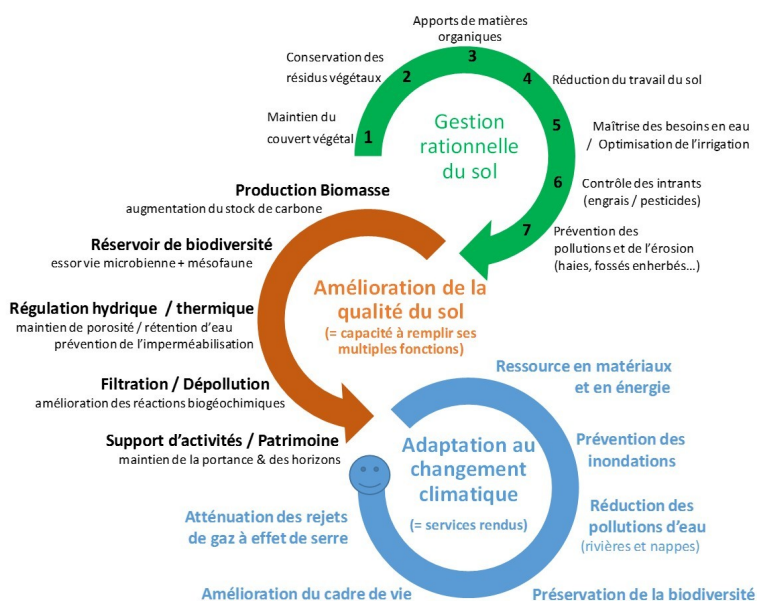 Apports de matières
organiques
3
Conservation des
résidus végétaux
2
4
Réduction du travail du sol
Maintien du
couvert végétal
1
Gestion
rationnelle
du sol
5
Maîtrise des besoins en eau
/ Optimisation de l'irrigation
6
Contrôle des intrants
(engrais / pesticides)
7
Prévention des
pollutions et de l'érosion
(haies, fossés enherbés...)
Production Biomasse
augmentation du stock de carbone
Réservoir de biodiversité
essor vie microbienne + mésofaune
Régulation hydrique / thermique
maintien de porosité / rétention d'eau
prévention de l'imperméabilisation
Filtration / Dépollution
amélioration des réactions biogéochimiques
Support d'activités / Patrimoine
maintien de la portance & des horizons
Amélioration de la
qualité du sol
(= capacité à remplir ses
multiples fonctions)
Ressource en matériaux
et en énergie
Adaptation au
changement
climatique
(= services rendus)
Prévention des
inondations
Réduction des
pollutions d'eau
(rivières et nappes)
Préservation de la biodiversité
Amélioration du cadre de vie
Atténuation des rejets
de gaz à effet de serre